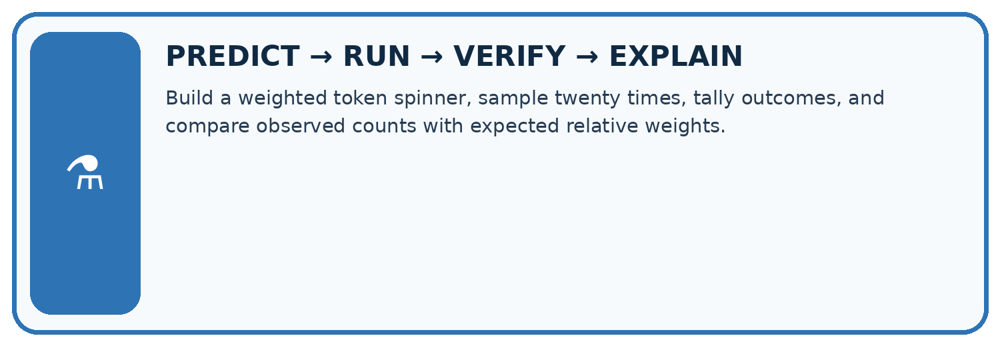 PREDICT → RUN → VERIFY → EXPLAIN
Build a weighted token spinner, sample twenty times, tally outcomes, and
compare observed counts with expected relative weights.